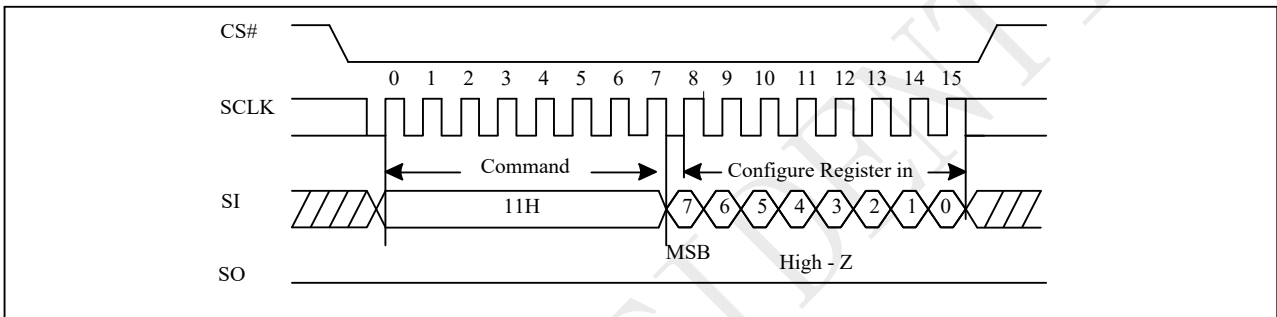 CS#
0 1 2 3 4 5 6 7 8 9 10 11 12 13 14 15
SCLK
Command Configure Register in
SI 11H 7 6 5 4 3 2 1 0
MSB High - Z
SO